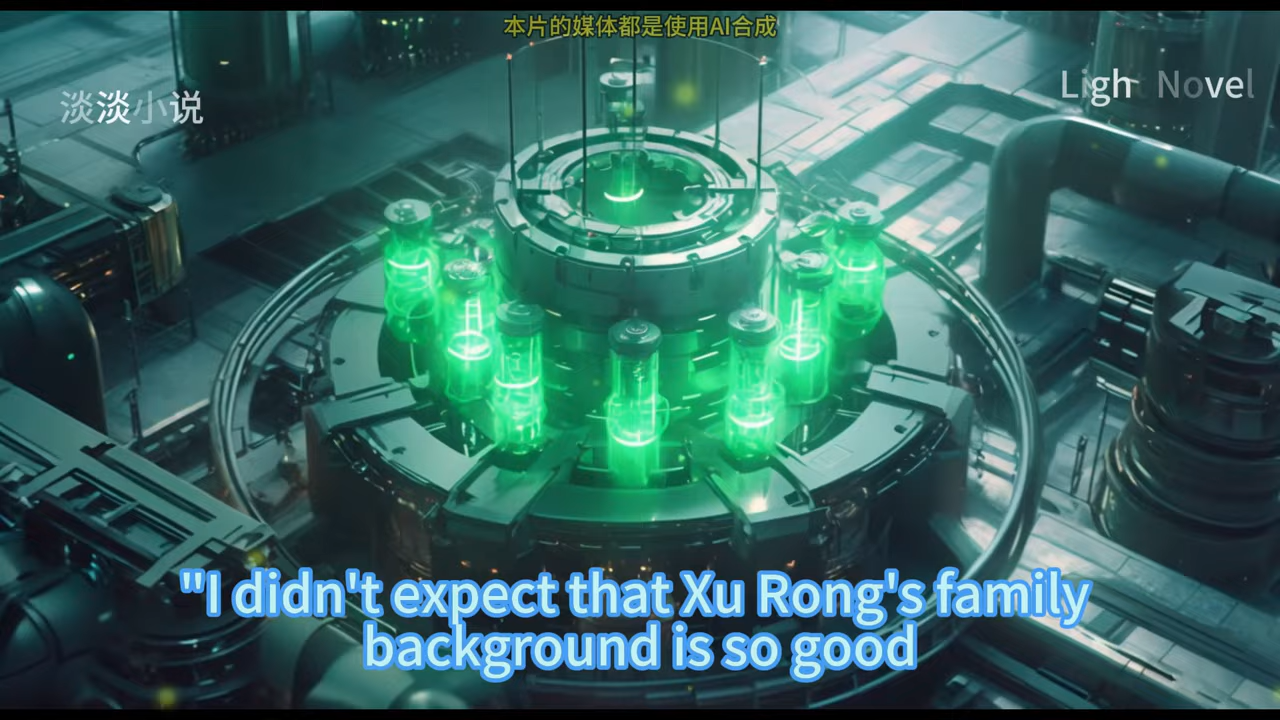 本片的媒体都是使用AI合成
淡淡小说
Light Novel
"I didn't expect that Xu Rong's family
background is so good